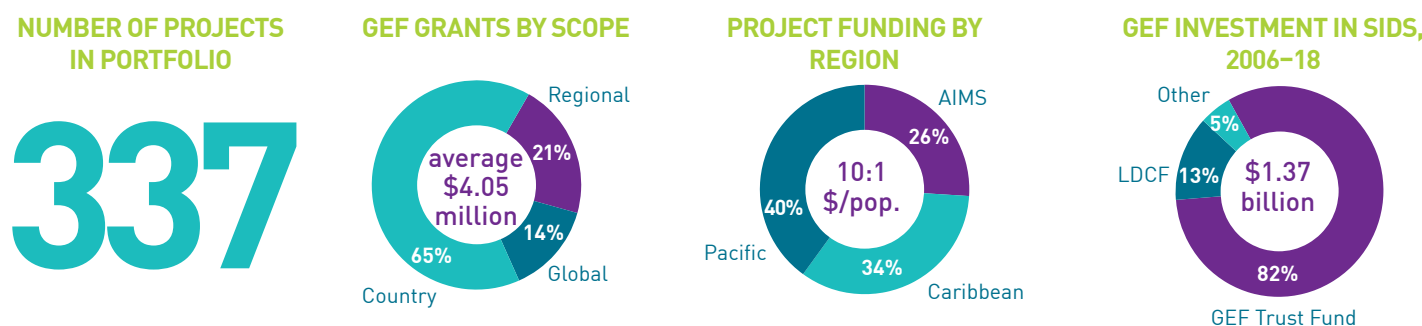 NUMBER OF PROJECTS
IN PORTFOLIO
337
GEF GRANTS BY SCOPE
Regional
21%
average
$4.05
million
14%
65%
Global
Country
PROJECT FUNDING BY
REGION
AIMS
26%
10:1
$/pop.
40%
Pacific
34%
Caribbean
GEF INVESTMENT IN SIDS,
2006–18
Other
5%
LDCF
13%
$1.37
billion
82%
GEF Trust Fund